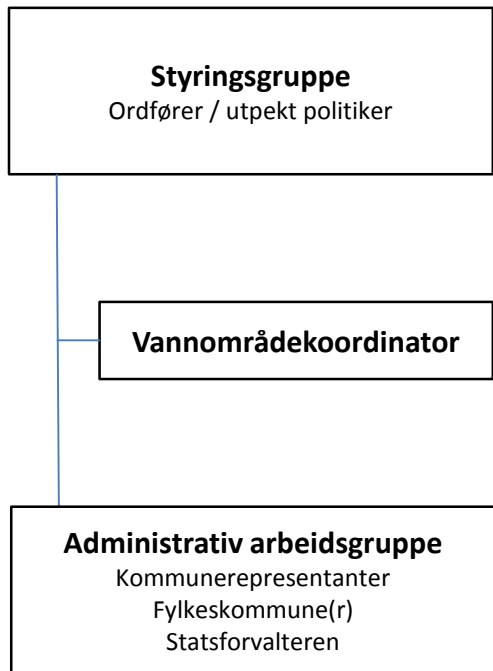 Styringsgruppe
Ordfører / utpekt politiker
Vannområdekoordinator
Administrativ arbeidsgruppe
Kommunerepresentanter
Fylkeskommune(r)
Statsforvalteren